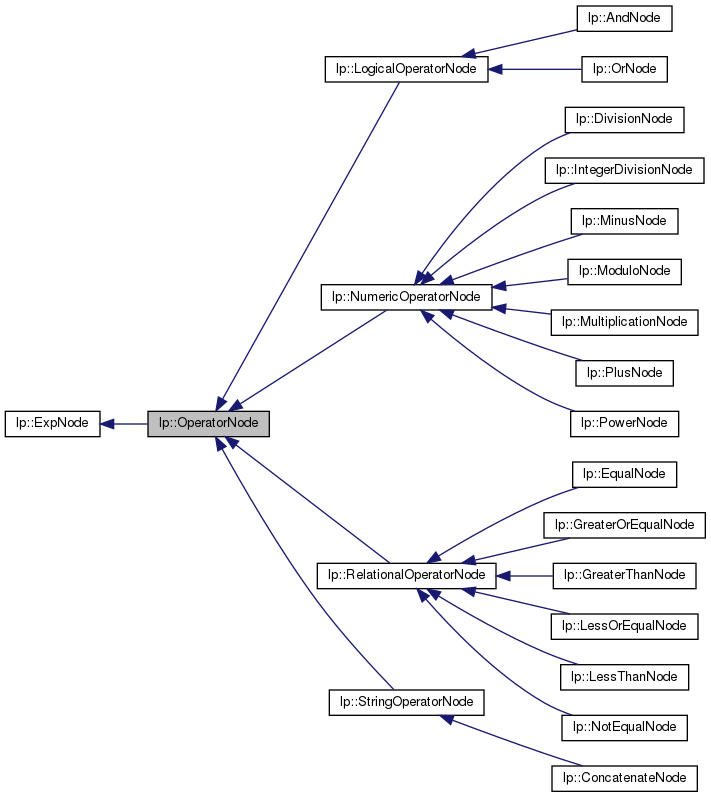 lp::AndNode
lp::LogicalOperatorNode
lp::OrNode
lp::DivisionNode
lp::IntegerDivisionNode
lp::MinusNode
lp::ModuloNode
lp::NumericOperatorNode
lp::MultiplicationNode
lp::PlusNode
lp::PowerNode
lp::ExpNode
lp::OperatorNode
lp::EqualNode
lp::GreaterOrEqualNode
lp::RelationalOperatorNode
lp::GreaterThanNode
lp::LessOrEqualNode
lp::LessThanNode
lp::StringOperatorNode
lp::NotEqualNode
lp::ConcatenateNode